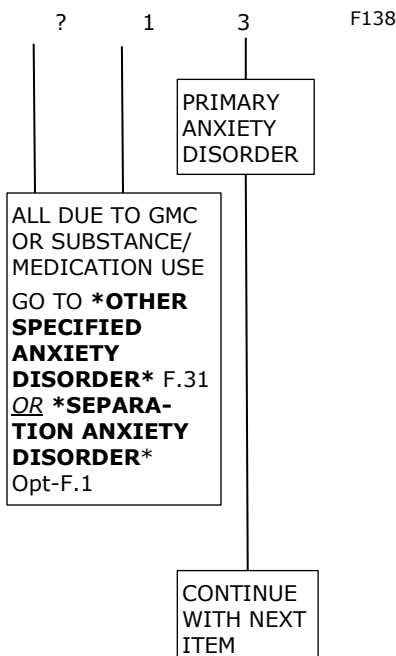 ? 1 3 F138
PRIMARY
ANXIETY
DISORDER
ALL DUE TO GMC
OR SUBSTANCE/
MEDICATION USE
GO TO *OTHER
SPECIFIED
ANXIETY
DISORDER* F.31
OR *SEPARA-
TION ANXIETY
DISORDER*
Opt-F.1
CONTINUE
WITH NEXT
ITEM